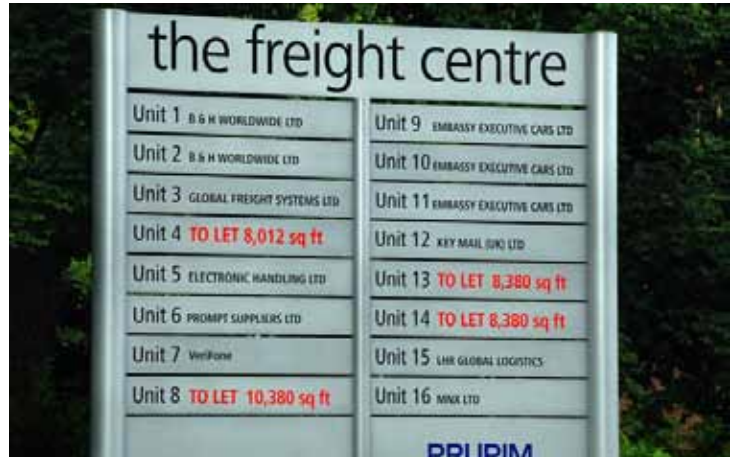 the freight centre
Unit 1 B & H WORLDWIDE LTD
Unit 2 B & H WORLDWIDE LTD
Unit 3 GLOBAL FREIGHT SYSTEMS LTD
Unit 4 TO LET 8,012 sq ft
Unit 5 ELECTRONIC HANDLING LTD
Unit 6 PROMPT SUPPLIERS LTD
Unit 7 VeriFone
Unit 8 TO LET 10,380 sq ft
Unit 9 EMBASSY EXECUTIVE CARS LTD
Unit 10 EMBASSY EXECUTIVE CARS LTD
Unit 11 EMBASSY EXECUTIVE CARS LTD
Unit 12 KEY MAIL (UK) LTD
Unit 13 TO LET 8,380 sq ft
Unit 14 TO LET 8,380 sq ft
Unit 15 LHR GLOBAL LOGISTICS
Unit 16 MNX LTD
PRUPIM